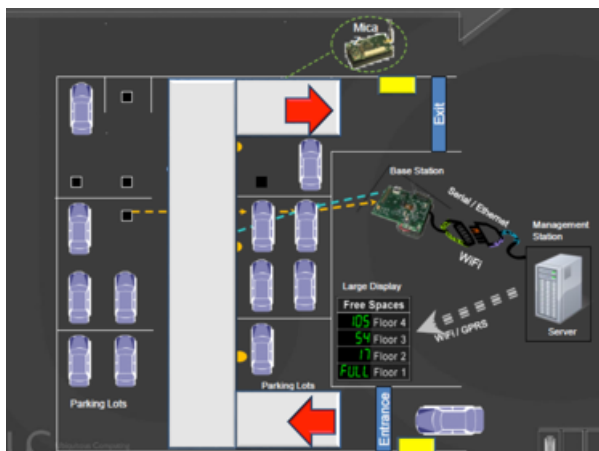 Mica
Exit
Base Station
Serial / Ethernet
Management
Station
WiFi
Large Display
Free Spaces
105 Floor 4
54 Floor 3
17 Floor 2
FULL Floor 1
WiFi / GPRS
Server
Parking Lots
Parking Lots
Entrance
LC